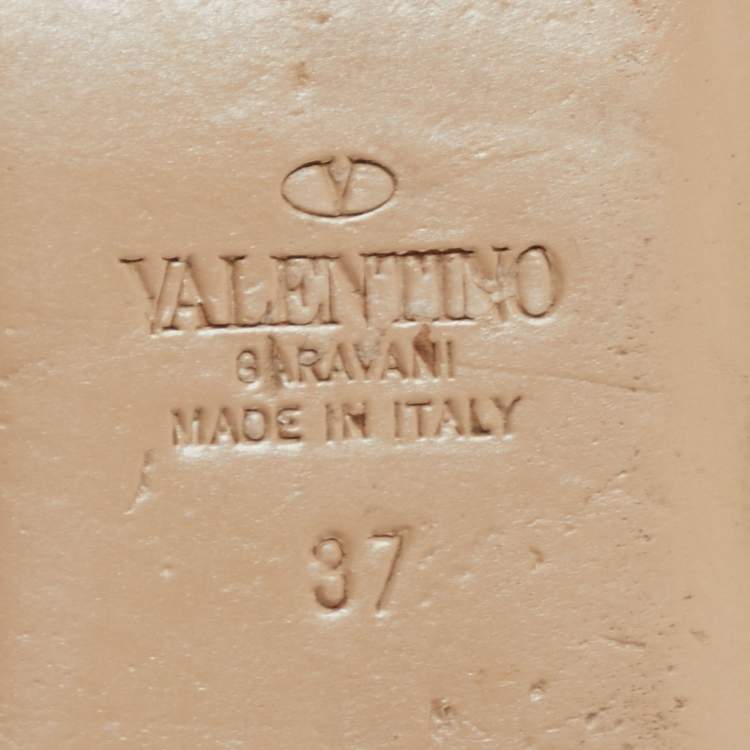 V
VALENTINO
GARAVANI
MADE IN ITALY
37